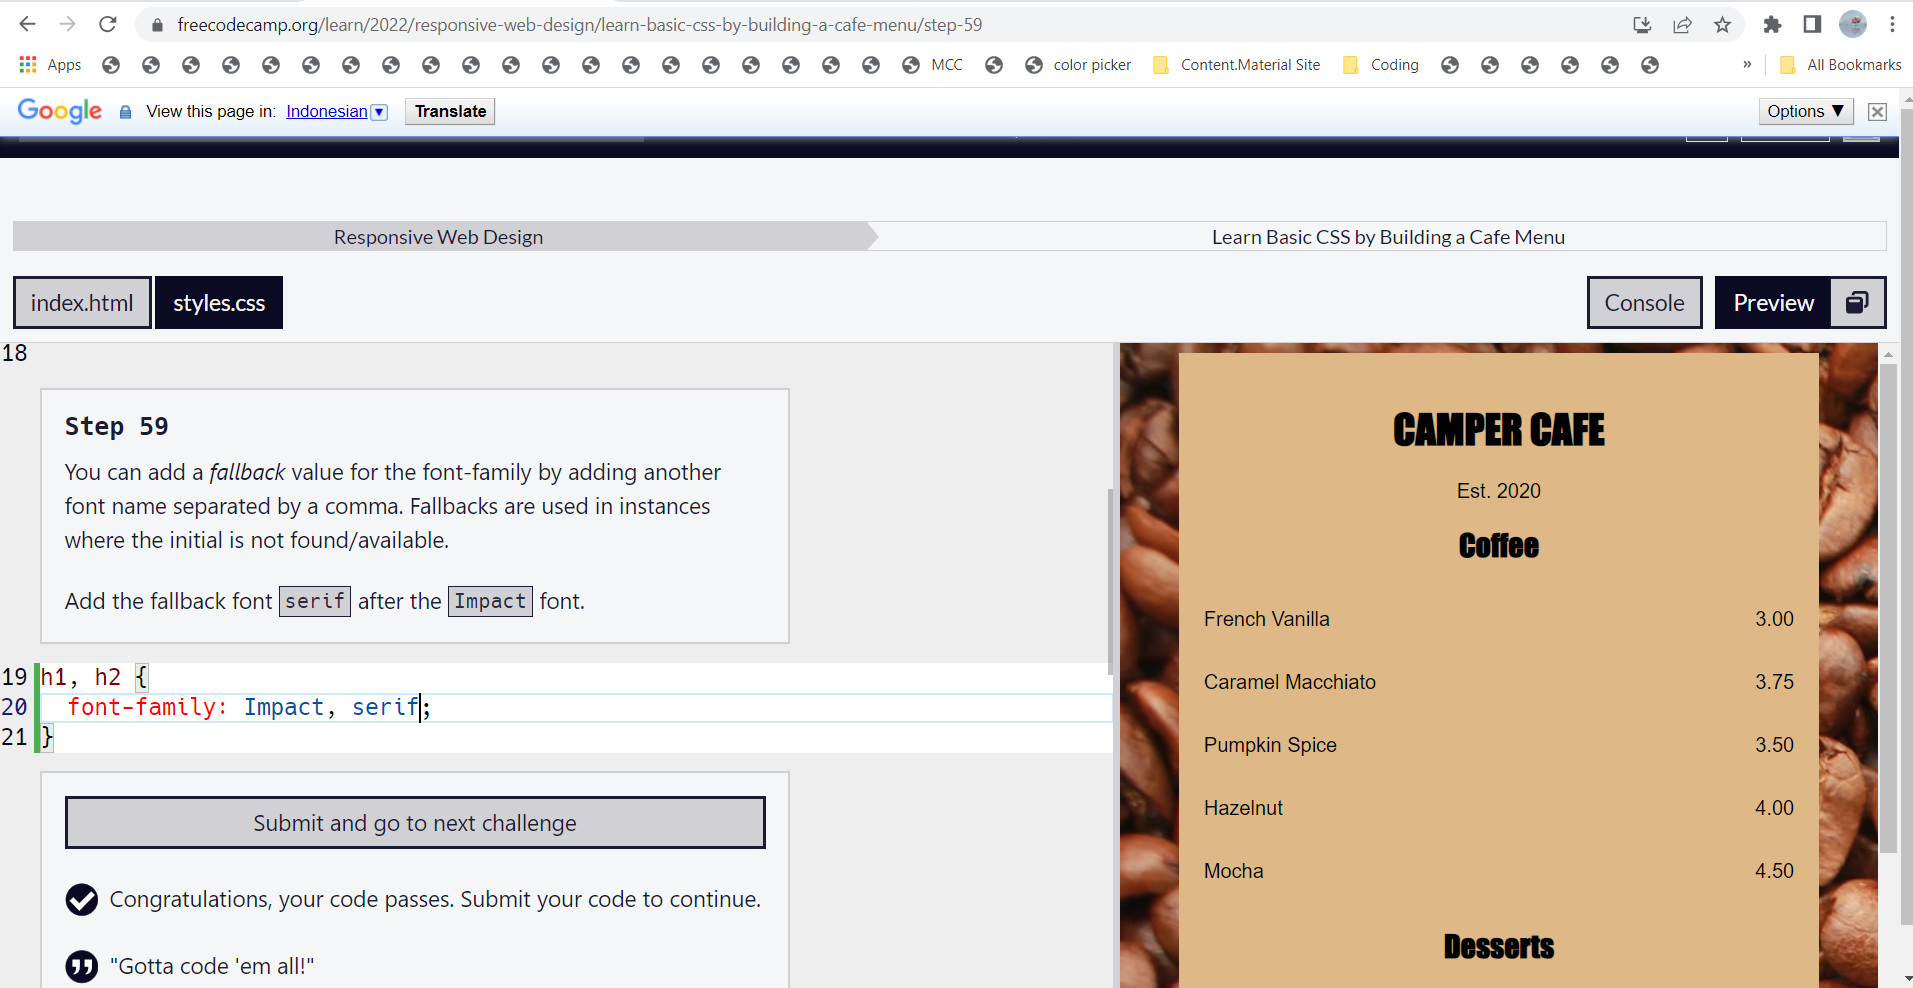 freecodecamp.org/learn/2022/responsive-web-design/learn-basic-css-by-building-a-cafe-menu/step-59
Apps MCC color picker Content.Material Site Coding » All Bookmarks
Google View this page in: Indonesian Translate Options ▼
Responsive Web Design Learn Basic CSS by Building a Cafe Menu
index.html styles.css Console Preview
18
Step 59
You can add a fallback value for the font-family by adding another
font name separated by a comma. Fallbacks are used in instances
where the initial is not found/available.
Add the fallback font serif after the Impact font.
19 h1, h2 {
20 font-family: Impact, serif;
21 }
Submit and go to next challenge
Congratulations, your code passes. Submit your code to continue.
"Gotta code 'em all!"
CAMPER CAFE
Est. 2020
Coffee
French Vanilla 3.00
Caramel Macchiato 3.75
Pumpkin Spice 3.50
Hazelnut 4.00
Mocha 4.50
Desserts